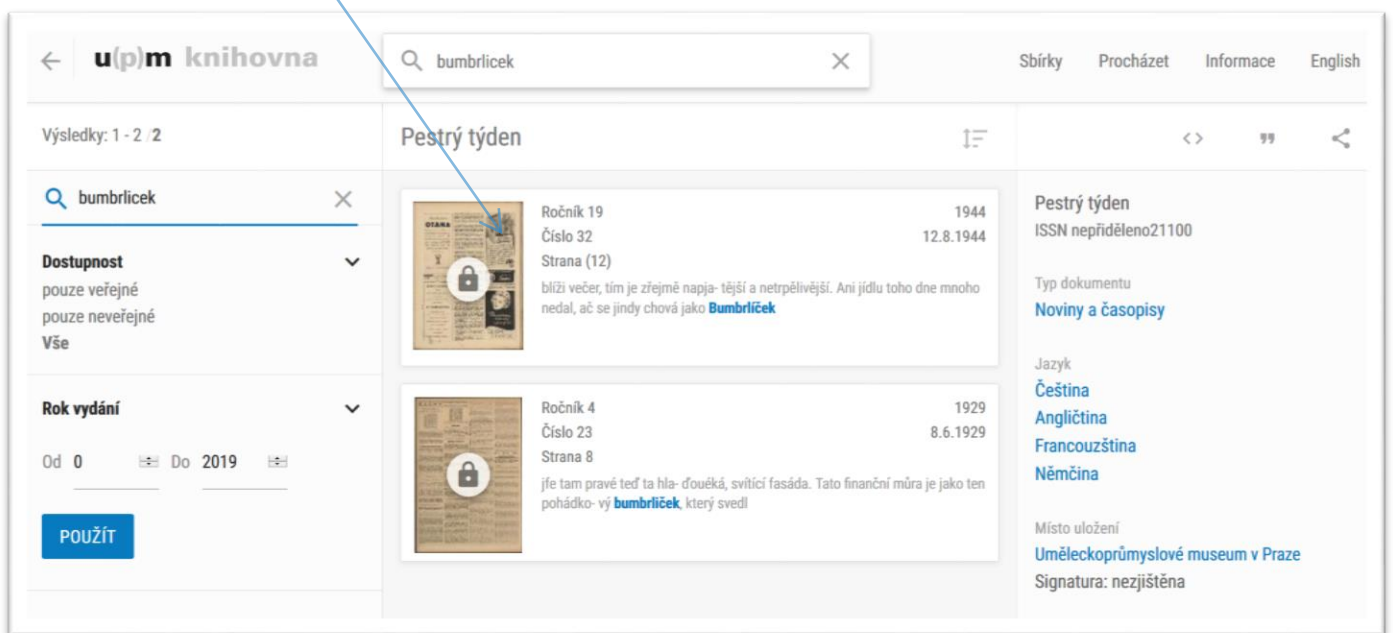 u(p)m knihovna
bumbrlicek
Sbírky Procházet Informace English
Výsledky: 1 - 2 / 2
bumbrlicek
Dostupnost
pouze veřejné
pouze neveřejné
Vše
Rok vydání
Od 0 Do 2019
POUŽÍT
Pestrý týden
OTANA
Ročník 19 1944
Číslo 32 12.8.1944
Strana (12)
blíži večer, tím je zřejmě napja- tější a netrpělivější. Ani jídlu toho dne mnoho
nedal, ač se jindy chová jako Bumbrlíček
Ročník 4 1929
Číslo 23 8.6.1929
Strana 8
jfe tam pravé teď ta hla- ďouéká, svítící fasáda. Tato finanční můra je jako ten
pohádko- vý bumbrliček, který svedl
Pestrý týden
ISSN nepřiděleno21100
Typ dokumentu
Noviny a časopisy
Jazyk
Čeština
Angličtina
Francouzština
Němčina
Místo uložení
Uměleckoprůmyslové museum v Praze
Signatura: nezjištěna